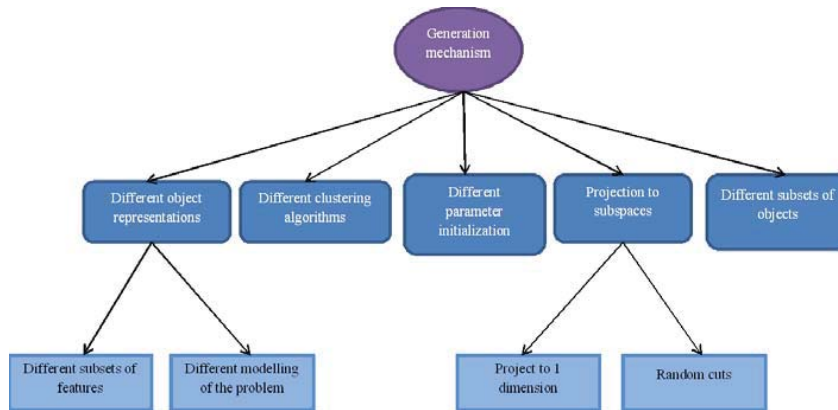 Generation
mechanism
Different object
representations
Different clustering
algorithms
Different
parameter
initialization
Projection to
subspaces
Different subsets of
objects
Different subsets of
features
Different modelling
of the problem
Project to 1
dimension
Random cuts